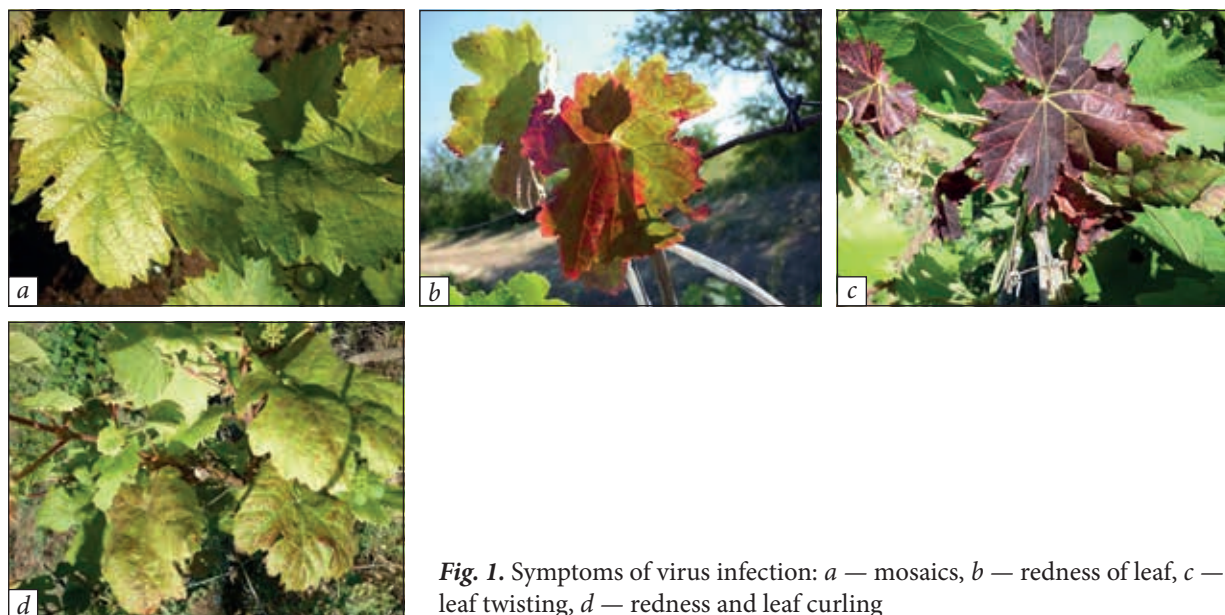 a
b
c
d
Fig. 1. Symptoms of virus infection: a — mosaics, b — redness of leaf, c —
leaf twisting, d — redness and leaf curling